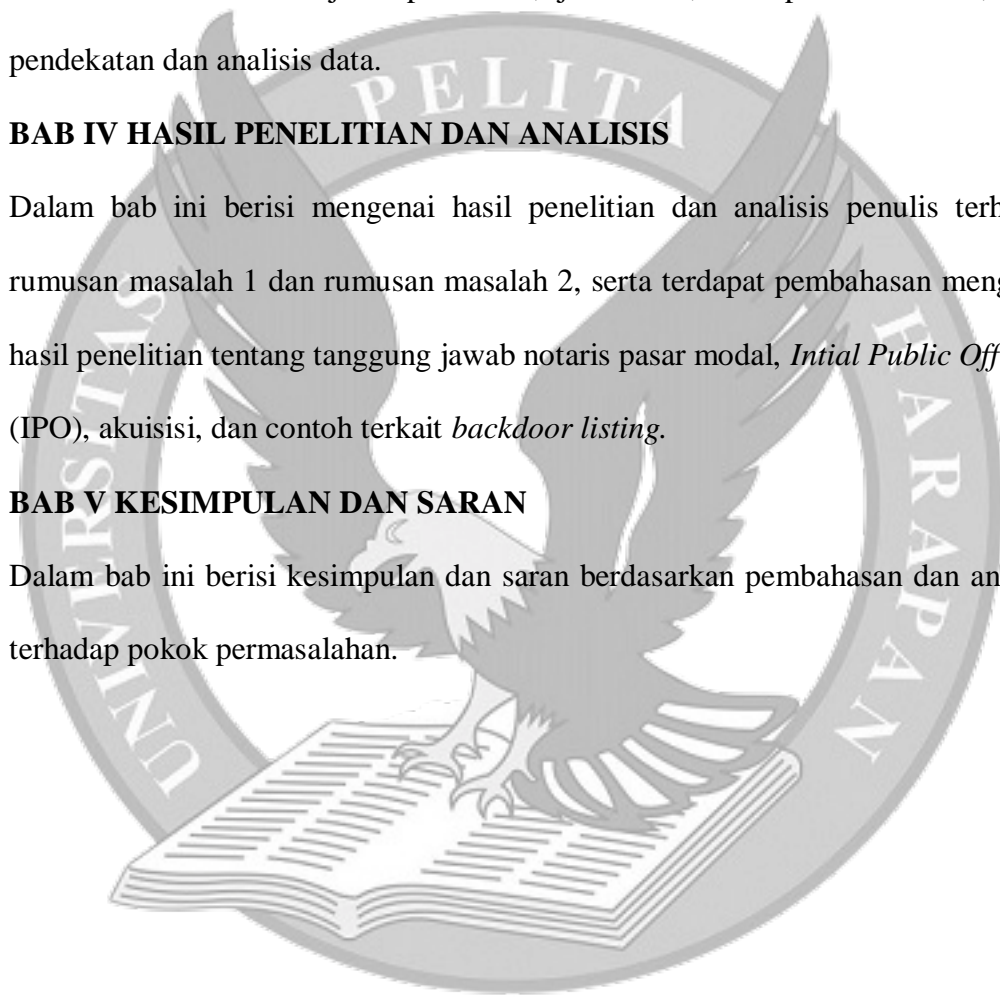 pendekatan dan analisis data.
BAB IV HASIL PENELITIAN DAN ANALISIS
Dalam bab ini berisi mengenai hasil penelitian dan analisis penulis terh
rumusan masalah 1 dan rumusan masalah 2, serta terdapat pembahasan meng
hasil penelitian tentang tanggung jawab notaris pasar modal, Intial Public Off
(IPO), akuisisi, dan contoh terkait backdoor listing.
BAB V KESIMPULAN DAN SARAN
Dalam bab ini berisi kesimpulan dan saran berdasarkan pembahasan dan an
terhadap pokok permasalahan.
UNIVERSITAS PELITA HARAPAN